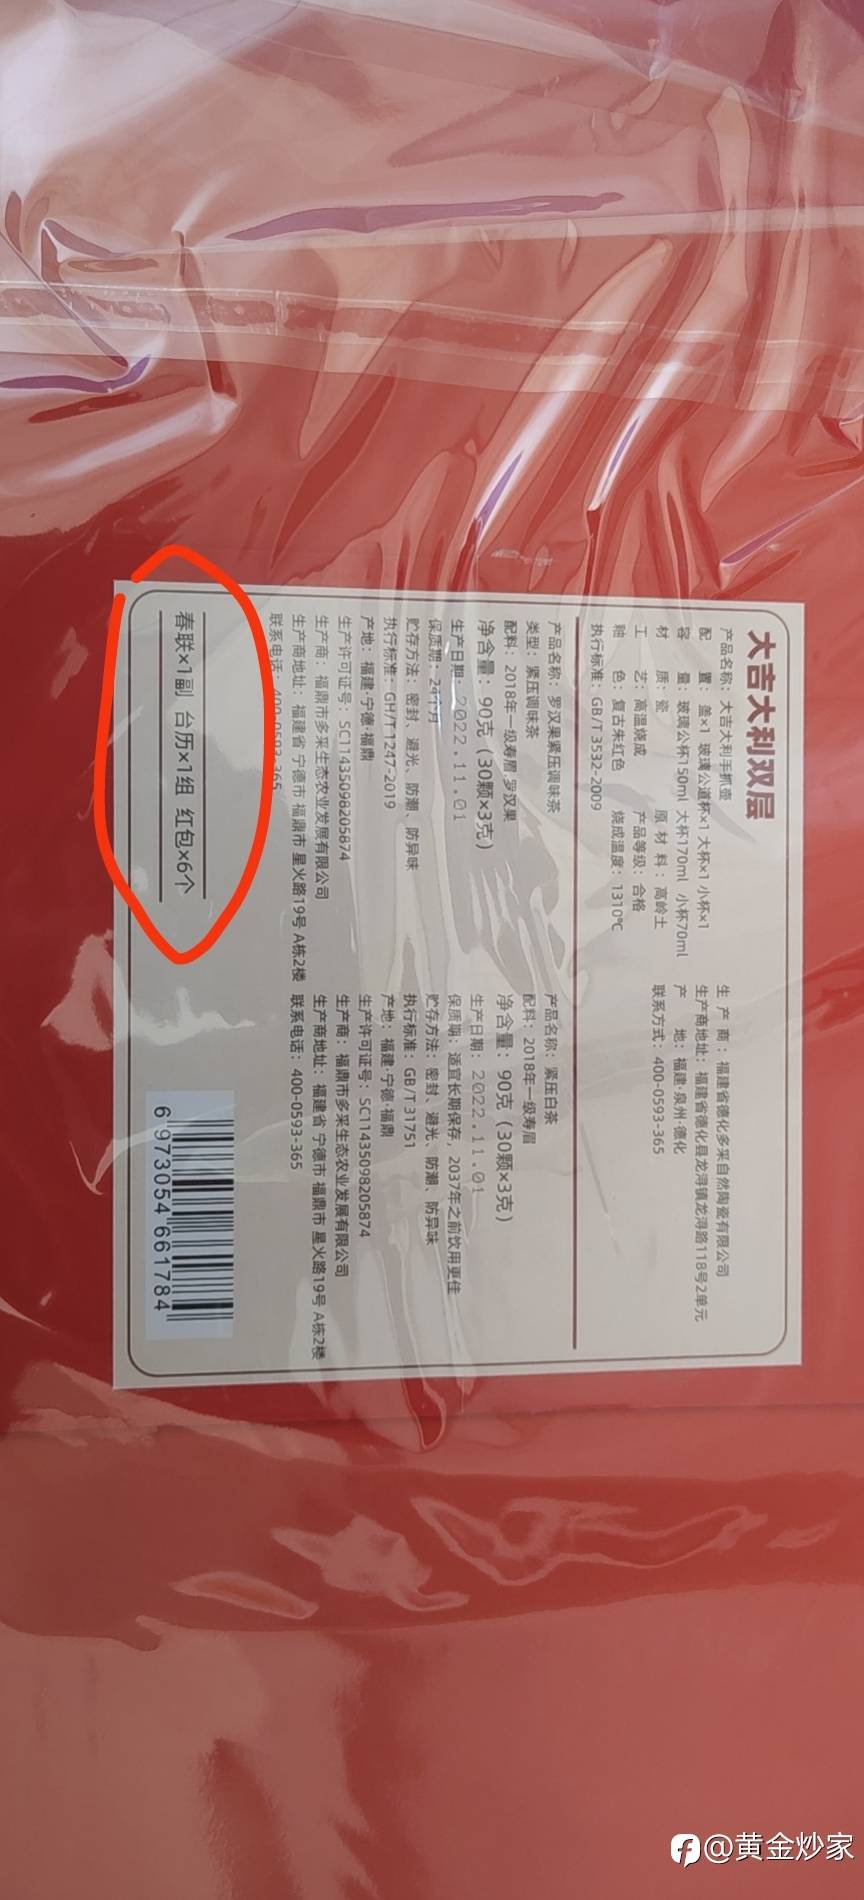 大吉大利双层
产品名称：大吉大利手抓壶
配 置：盖×1 玻璃公道杯×1 大杯×1 小杯×1
容 量：玻璃公杯150ml 大杯170ml 小杯70ml
材 质：瓷 原 材 料：高岭土
工 艺：高温烧成 产品等级：合格
釉 色：复古朱红色 烧成温度：1310℃
执行标准：GB/T 3532-2009
生 产 商：福建省德化多采自然陶瓷有限公司
生产商地址：福建省德化县龙浔镇龙浔路118号2单元
产 地：福建·泉州·德化
联系方式：400-0593-365
产品名称：罗汉果紧压调味茶
类型：紧压调味茶
配料：2018年一级寿眉 罗汉果
净含量：90克（30颗×3克）
生产日期：2022.11.01
保质期：24个月
贮存方法：密封、避光、防潮、防异味
执行标准：GH/T 1247-2019
产地：福建·宁德·福鼎
生产许可证号：SC11435098205874
生产商：福鼎市多采生态农业发展有限公司
生产商地址：福建省 宁德市 福鼎市 星火路19号 A栋2楼
联系电话：400-0593-365
产品名称：紧压白茶
配料：2018年一级寿眉
净含量：90克（30颗×3克）
生产日期：2022.11.01
保质期：适宜长期保存，2037年之前饮用更佳
贮存方法：密封、避光、防潮、防异味
执行标准：GB/T 31751
产地：福建·宁德·福鼎
生产许可证号：SC11435098205874
生产商：福鼎市多采生态农业发展有限公司
生产商地址：福建省 宁德市 福鼎市 星火路19号 A栋2楼
联系电话：400-0593-365
春联×1副 台历×1组 红包×6个
6 973054 661784
@黄金炒家